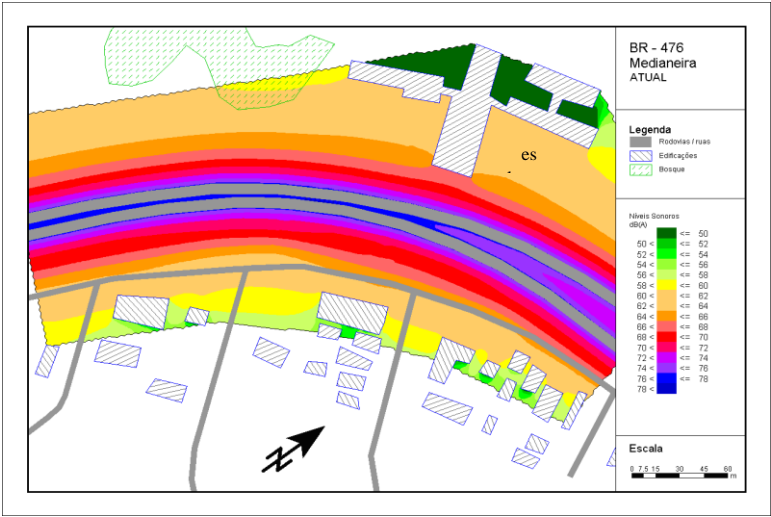 BR - 476
Medianeira
ATUAL
Legenda
Rodovias / ruas
Edificações
Bosque
es
Níveis Sonoros
dB(A)
<= 50
50 < <= 52
52 < <= 54
54 < <= 56
56 < <= 58
58 < <= 60
60 < <= 62
62 < <= 64
64 < <= 66
66 < <= 68
68 < <= 70
70 < <= 72
72 < <= 74
74 < <= 76
76 < <= 78
78 <
N
Escala
0 7.5 15 30 45 60
m